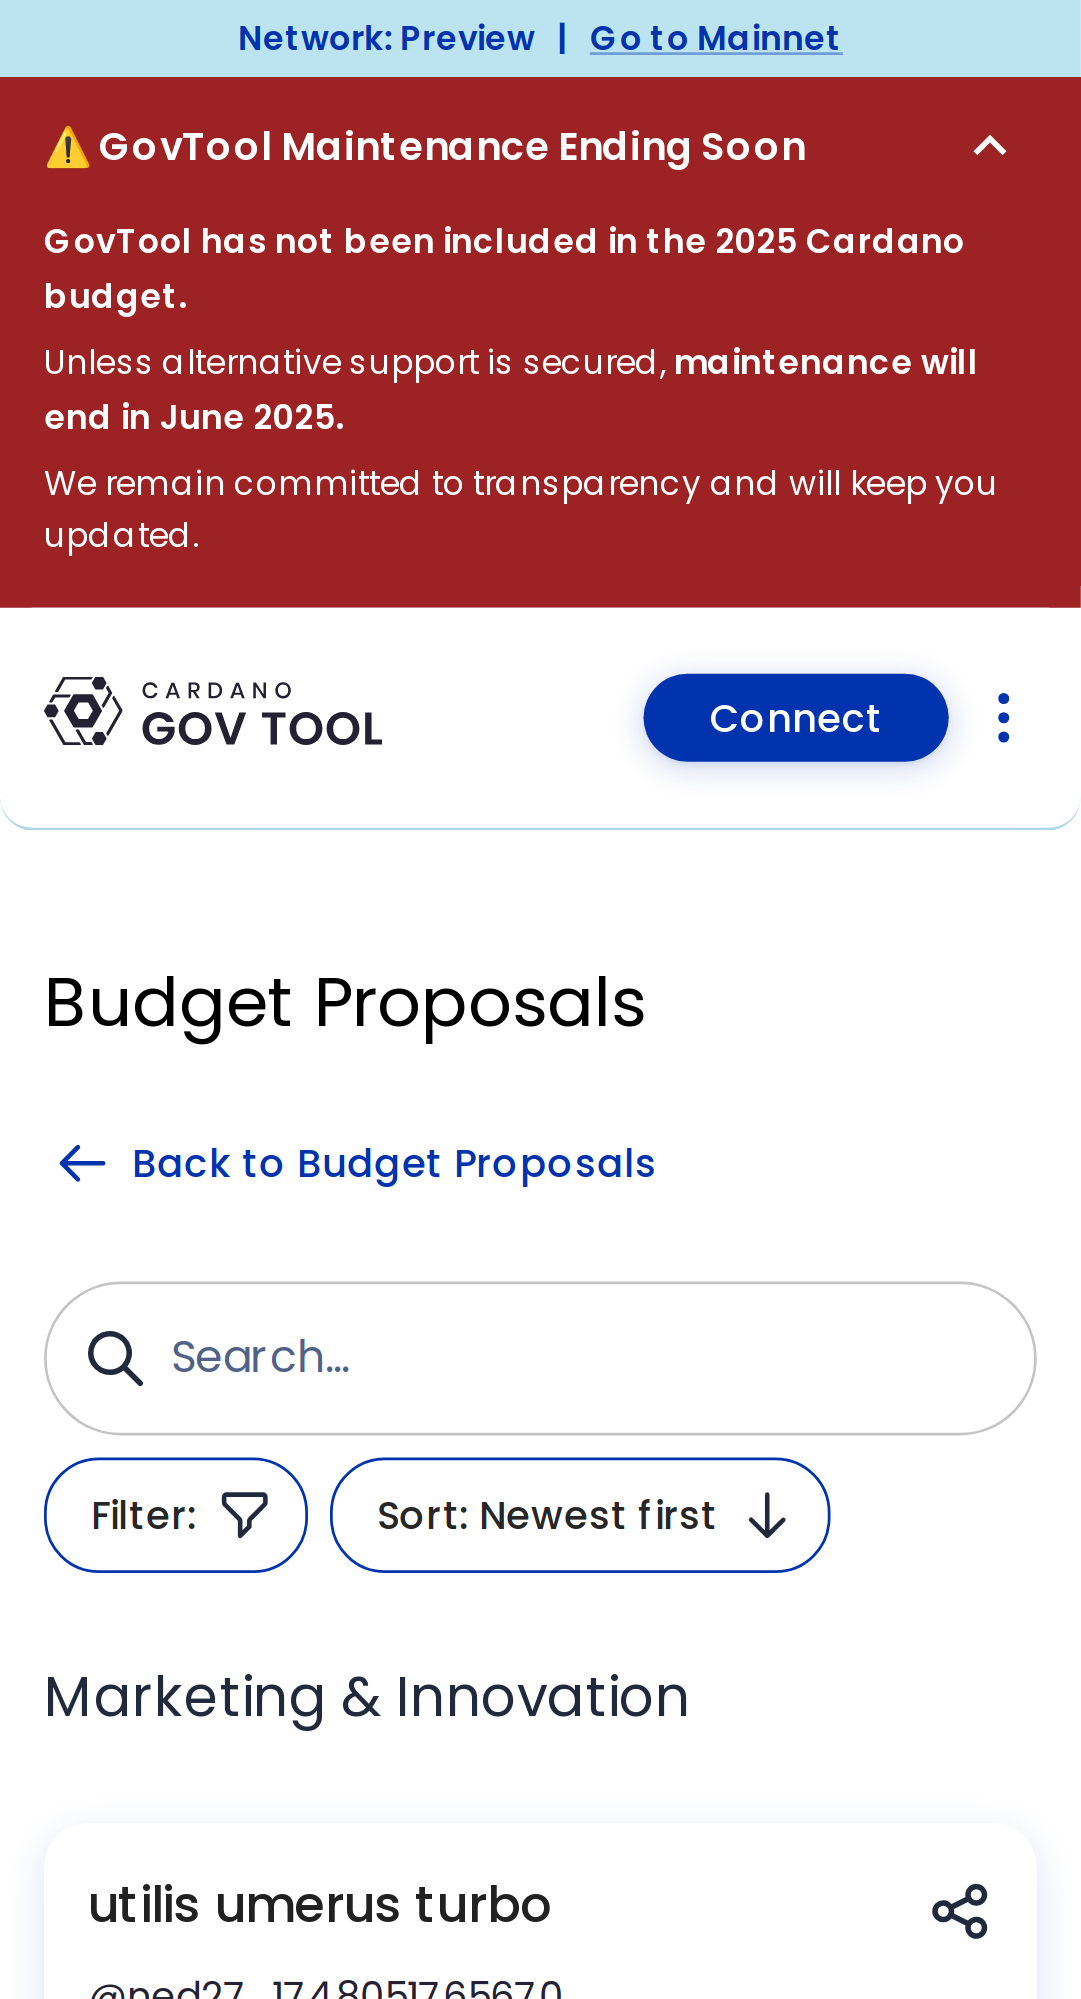 Network: Preview | Go to Mainnet
⚠️ GovTool Maintenance Ending Soon
GovTool has not been included in the 2025 Cardano
budget.
Unless alternative support is secured, maintenance will
end in June 2025.
We remain committed to transparency and will keep you
updated.
CARDANO
GOV TOOL
Connect
Budget Proposals
Back to Budget Proposals
Search...
Filter:
Sort: Newest first
Marketing & Innovation
utilis umerus turbo
@ned27_1748051765670